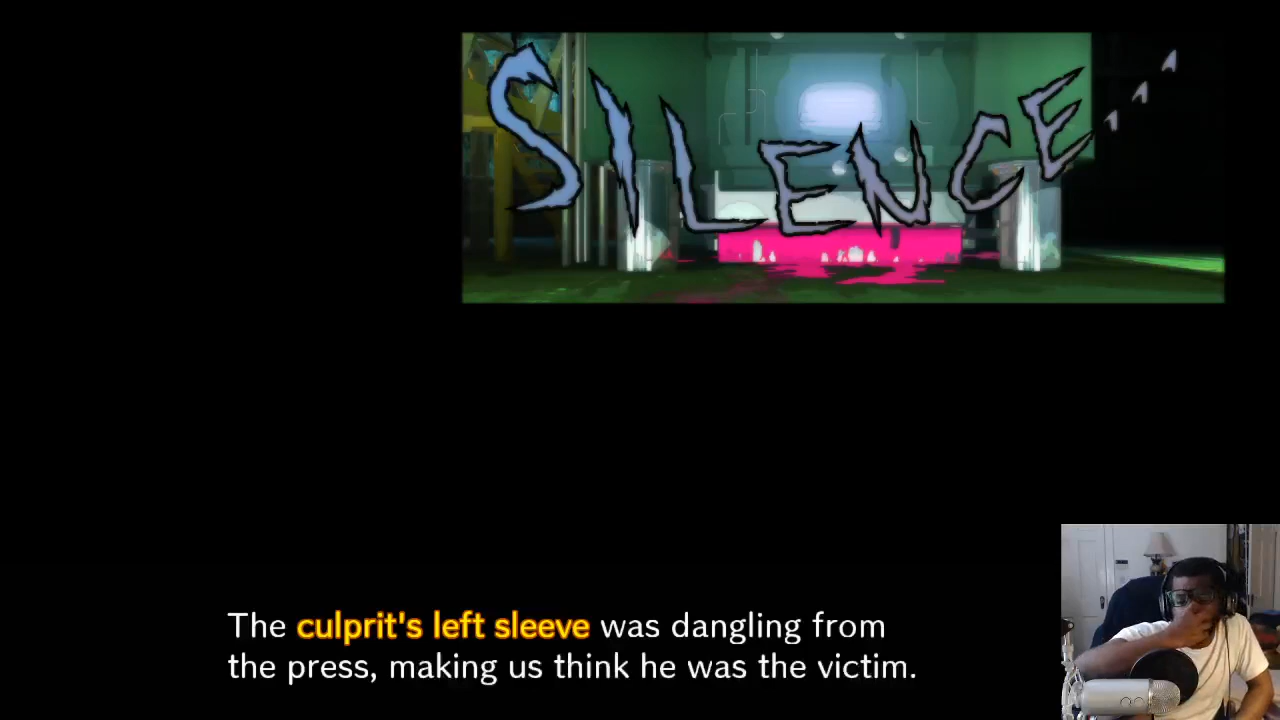 SILENCE
The culprit's left sleeve was dangling from
the press, making us think he was the victim.